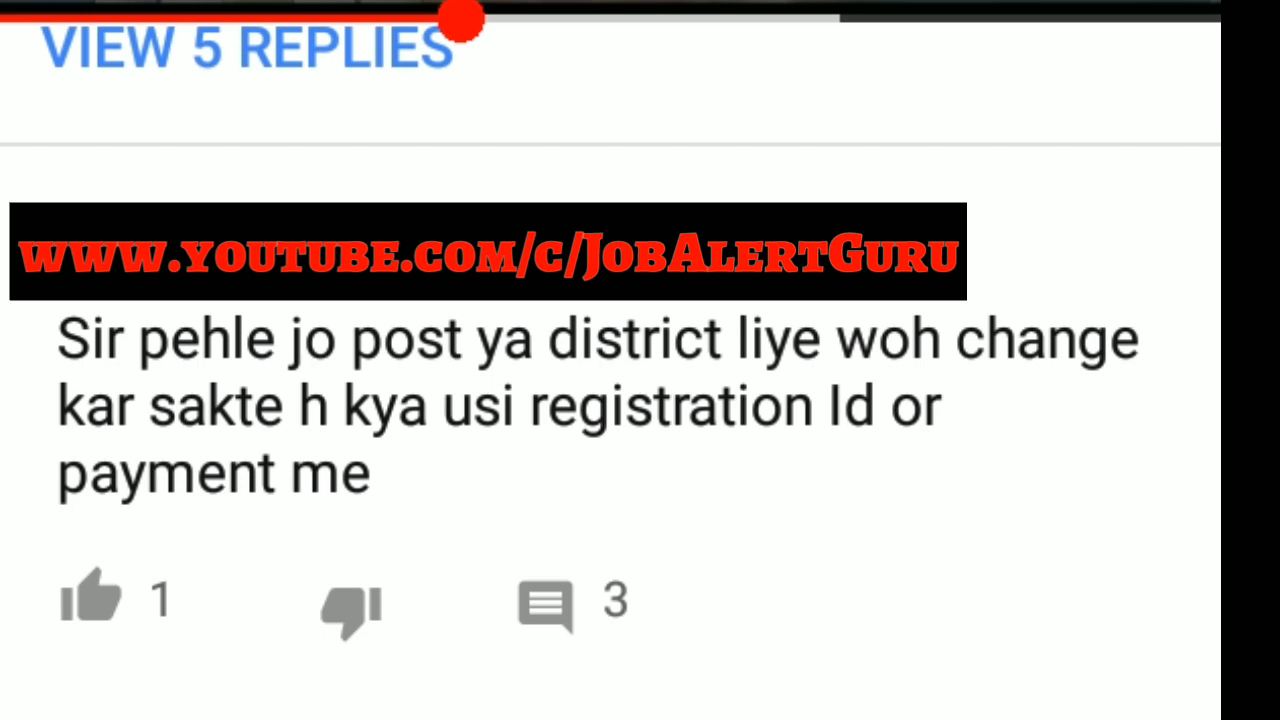 VIEW 5 REPLIES
www.youtube.com/c/JobAlertGuru
Sir pehle jo post ya district liye woh change
kar sakte h kya usi registration Id or
payment me
1 3